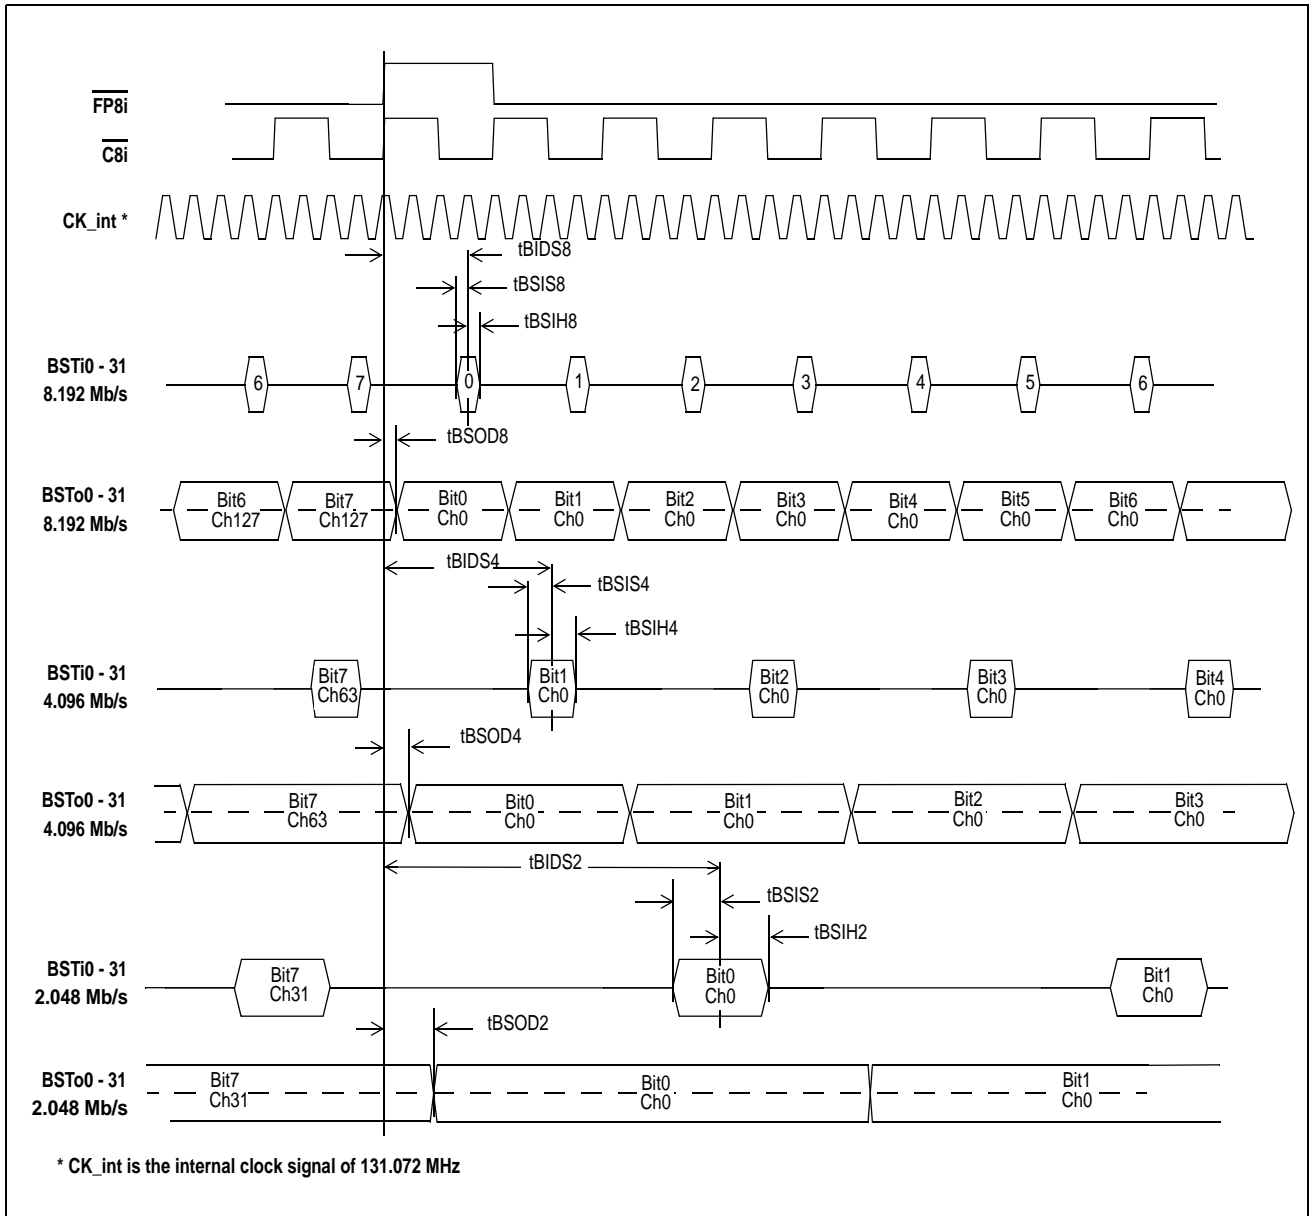 FP8i
C8i
CK_int *
tBIDS8
tBSIS8
tBSIH8
BSTi0 - 31
8.192 Mb/s
6 7 0 1 2 3 4 5 6
tBSOD8
BSTo0 - 31
8.192 Mb/s
Bit6 Bit7 Bit0 Bit1 Bit2 Bit3 Bit4 Bit5 Bit6
Ch127 Ch127 Ch0 Ch0 Ch0 Ch0 Ch0 Ch0 Ch0
tBIDS4
tBSIS4
tBSIH4
BSTi0 - 31
4.096 Mb/s
Bit7 Bit1 Bit2 Bit3 Bit4
Ch63 Ch0 Ch0 Ch0 Ch0
tBSOD4
BSTo0 - 31
4.096 Mb/s
Bit7 Bit0 Bit1 Bit2 Bit3
Ch63 Ch0 Ch0 Ch0 Ch0
tBIDS2
tBSIS2
tBSIH2
BSTi0 - 31
2.048 Mb/s
Bit7 Bit0 Bit1
Ch31 Ch0 Ch0
tBSOD2
BSTo0 - 31
2.048 Mb/s
Bit7 Bit0 Bit1
Ch31 Ch0 Ch0
* CK_int is the internal clock signal of 131.072 MHz